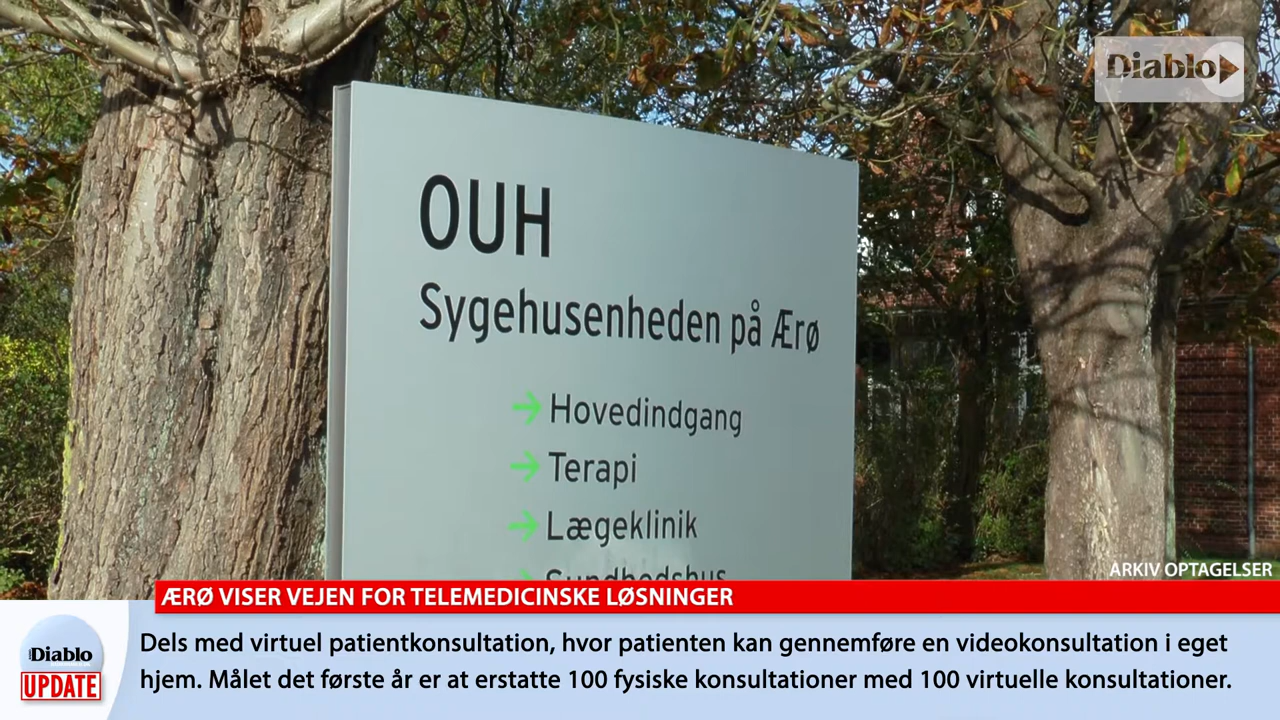 Diablo
OUH
Sygehusenheden på Ærø
Hovedindgang
Terapi
Lægeklinik
Sundhedshus
ARKIV OPTAGELSER
ÆRØ VISER VEJEN FOR TELEMEDICINSKE LØSNINGER
Diablo
UPDATE
Dels med virtuel patientkonsultation, hvor patienten kan gennemføre en videokonsultation i eget
hjem. Målet det første år er at erstatte 100 fysiske konsultationer med 100 virtuelle konsultationer.